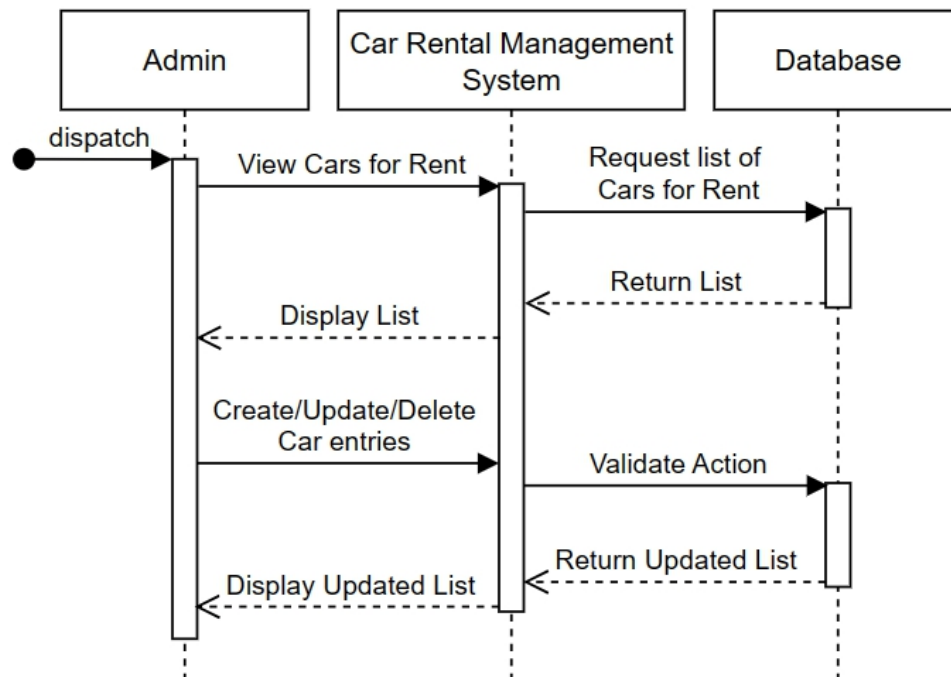 Admin
Car Rental Management
System
Database
dispatch
View Cars for Rent
Request list of
Cars for Rent
Return List
Display List
Create/Update/Delete
Car entries
Validate Action
Return Updated List
Display Updated List